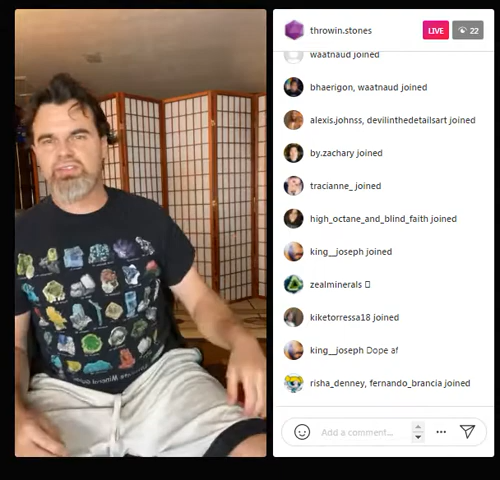 throwin.stones
LIVE
22
waatnaud joined
bhaerigon, waatnaud joined
alexis.johnss, devilinthedetailsart joined
by.zachary joined
tracianne_ joined
high_octane_and_blind_faith joined
king__joseph joined
zealminerals
kiketorressa18 joined
king__joseph Dope af
risha_denney, fernando_brancia joined
Add a comment...